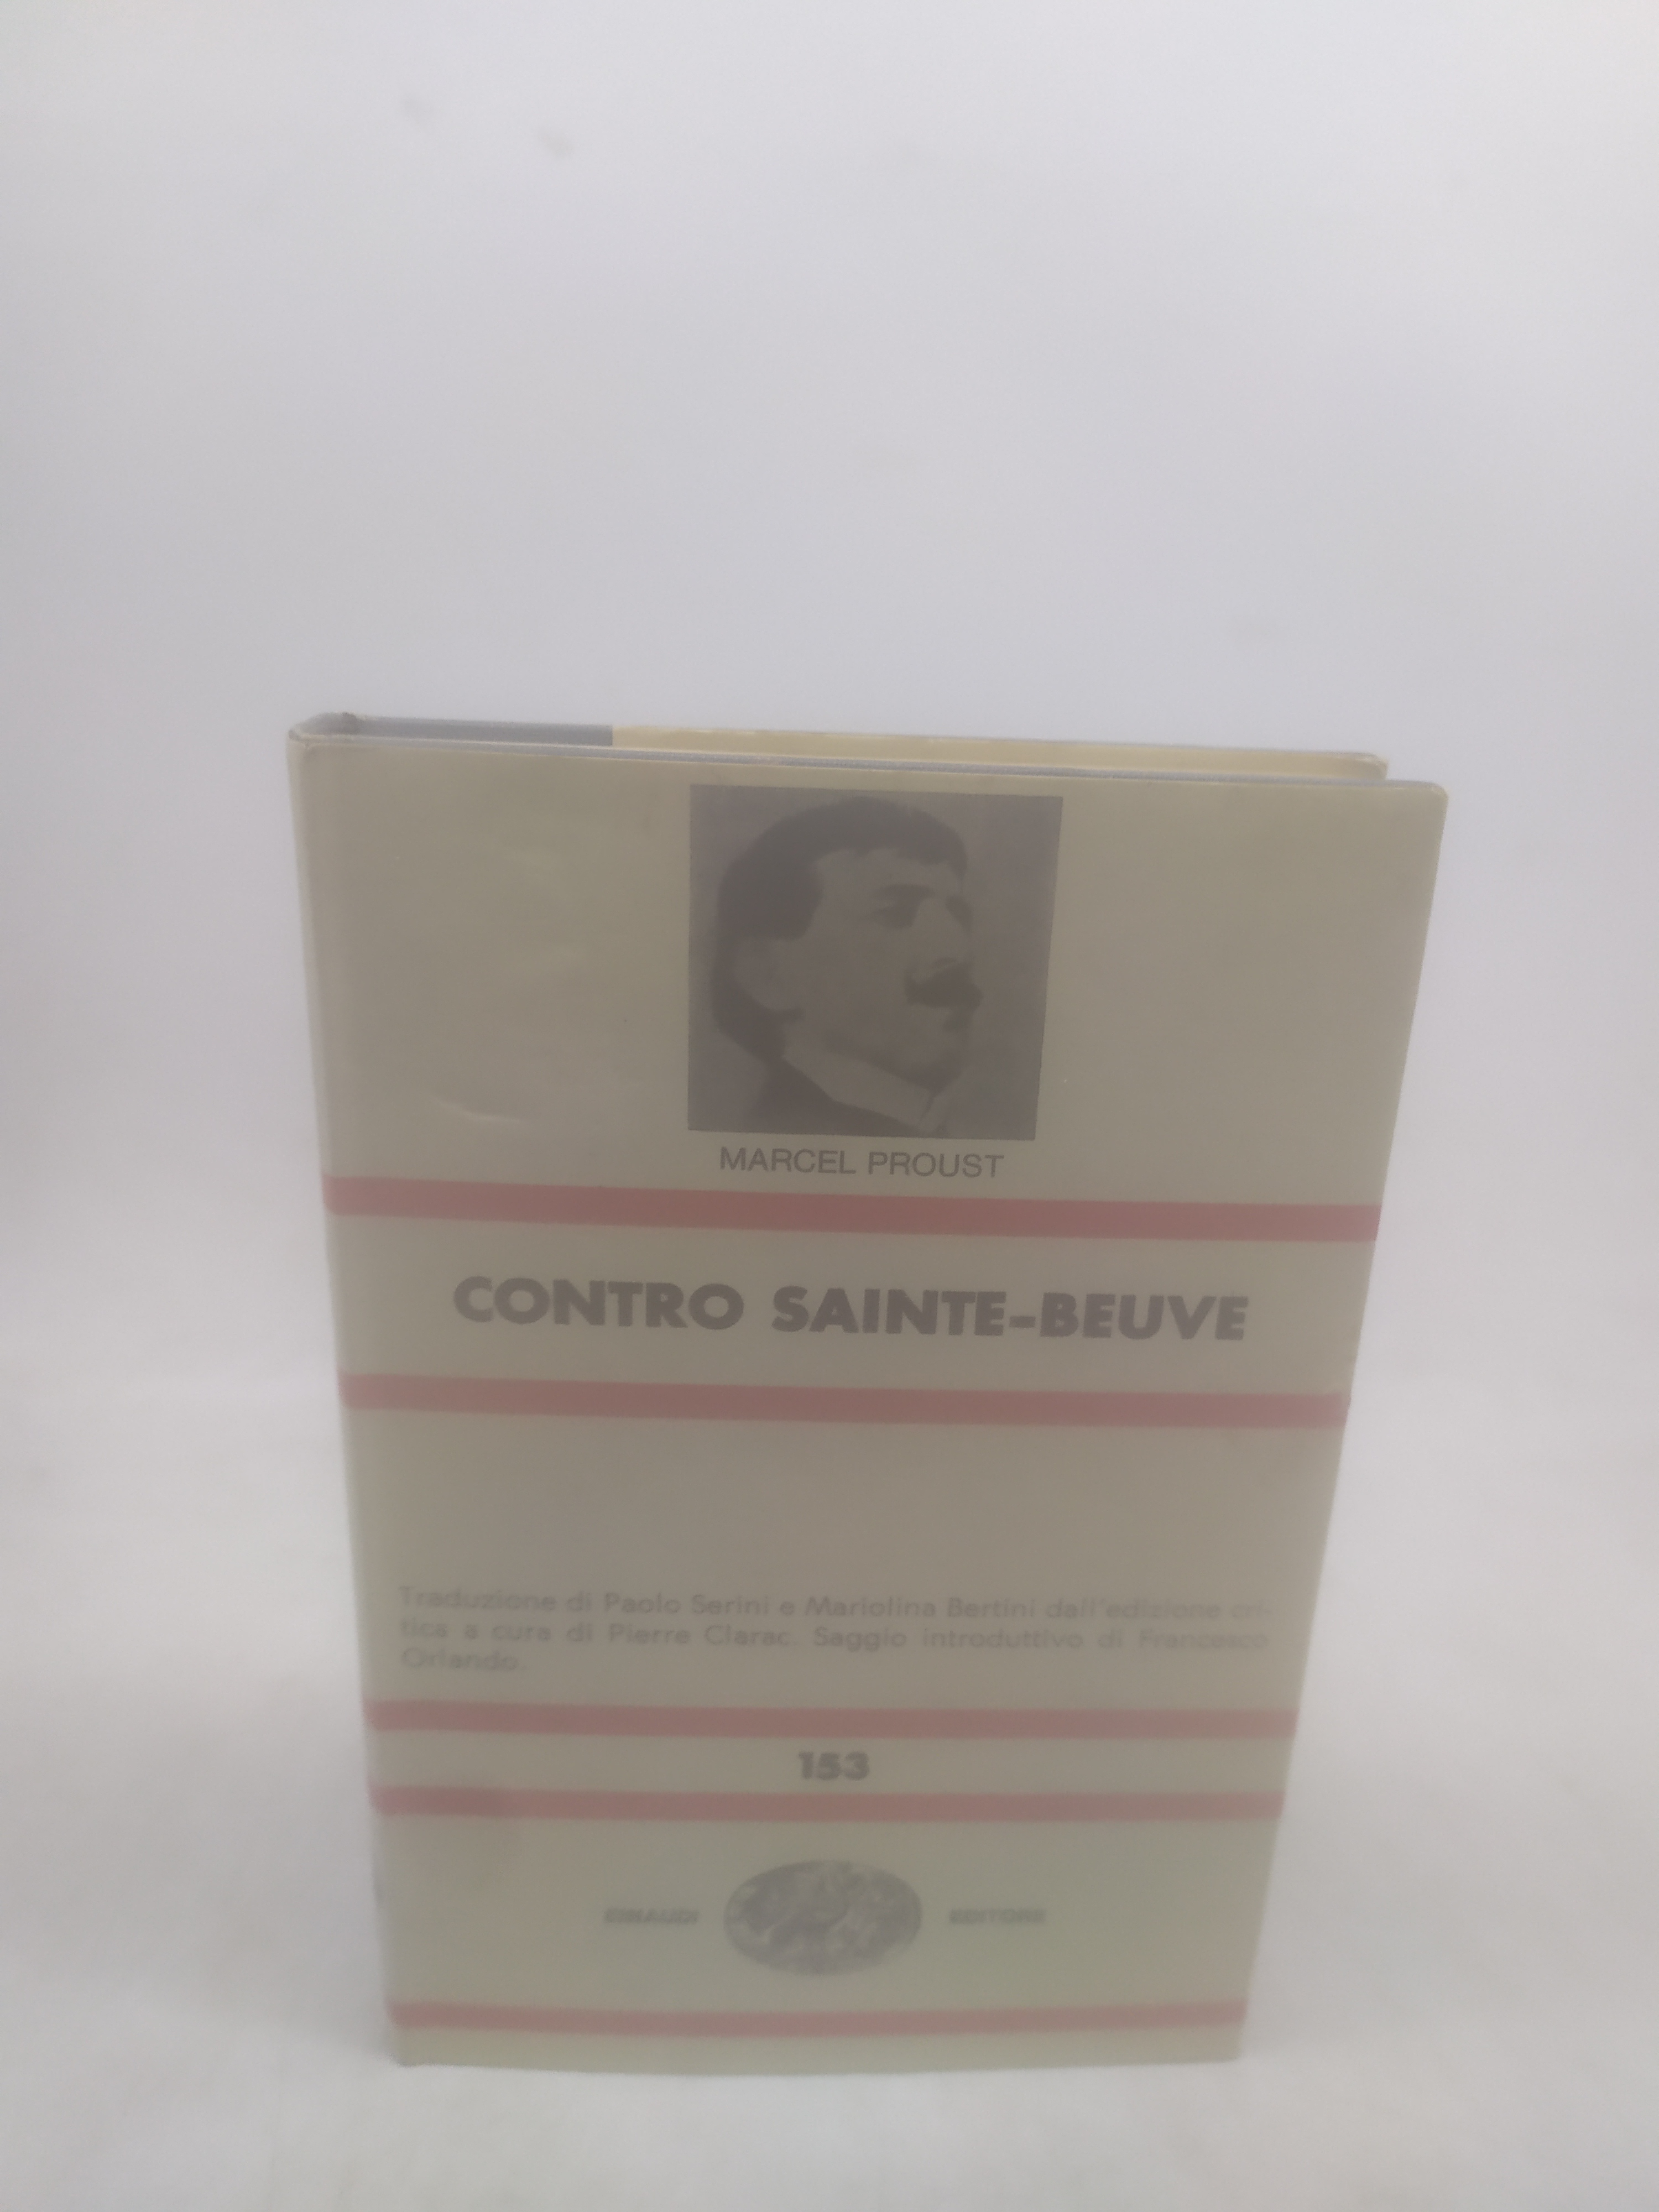 MARCEL PROUST
CONTRO SAINTE-BEUVE
Traduzione di Paolo Serini e Mariolina Bertini dall'edizione cri-
tica a cura di Pierre Clarac. Saggio introduttivo di Francesco
Orlando.
153
EINAUDI EDITORE